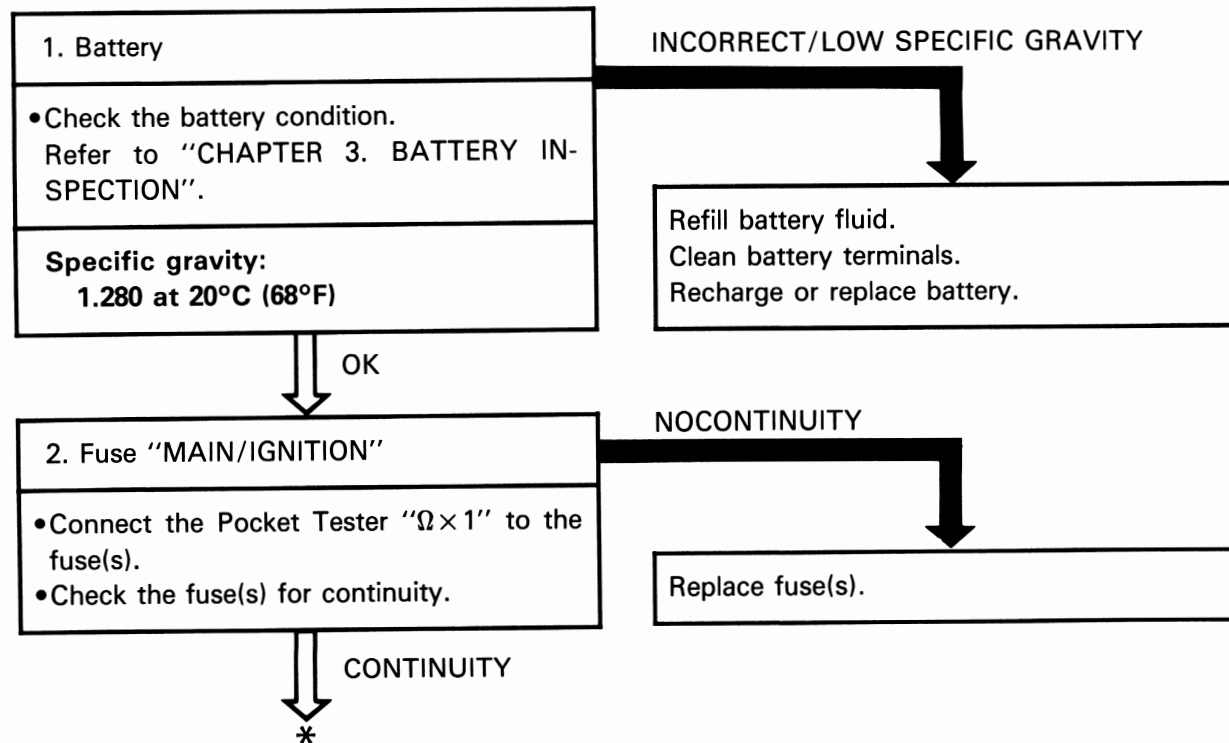 1. Battery
INCORRECT/LOW SPECIFIC GRAVITY
•Check the battery condition.
Refer to ‘‘CHAPTER 3. BATTERY IN-
SPECTION’’.
Specific gravity:
1.280 at 20°C (68°F)
Refill battery fluid.
Clean battery terminals.
Recharge or replace battery.
OK
2. Fuse ‘‘MAIN/IGNITION’’
NOCONTINUITY
•Connect the Pocket Tester ‘‘Ω×1’’ to the
fuse(s).
•Check the fuse(s) for continuity.
Replace fuse(s).
CONTINUITY
*